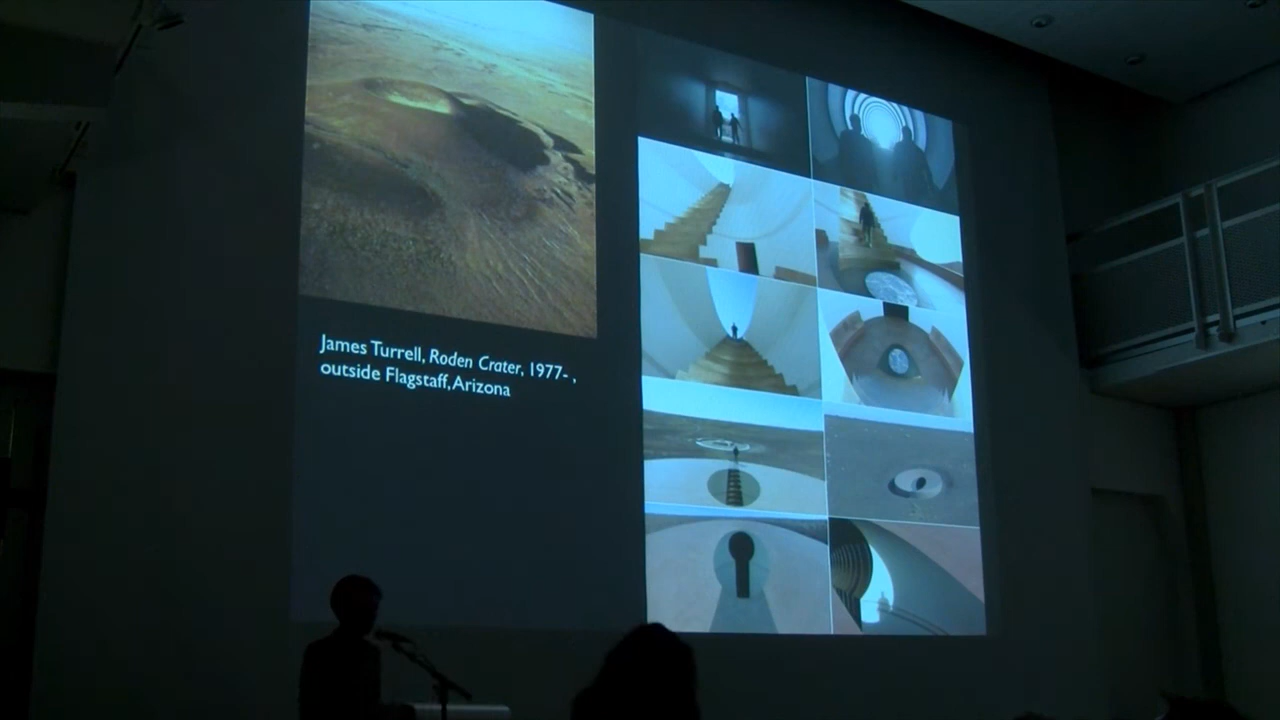 James Turrell, Roden Crater, 1977- ,
outside Flagstaff, Arizona